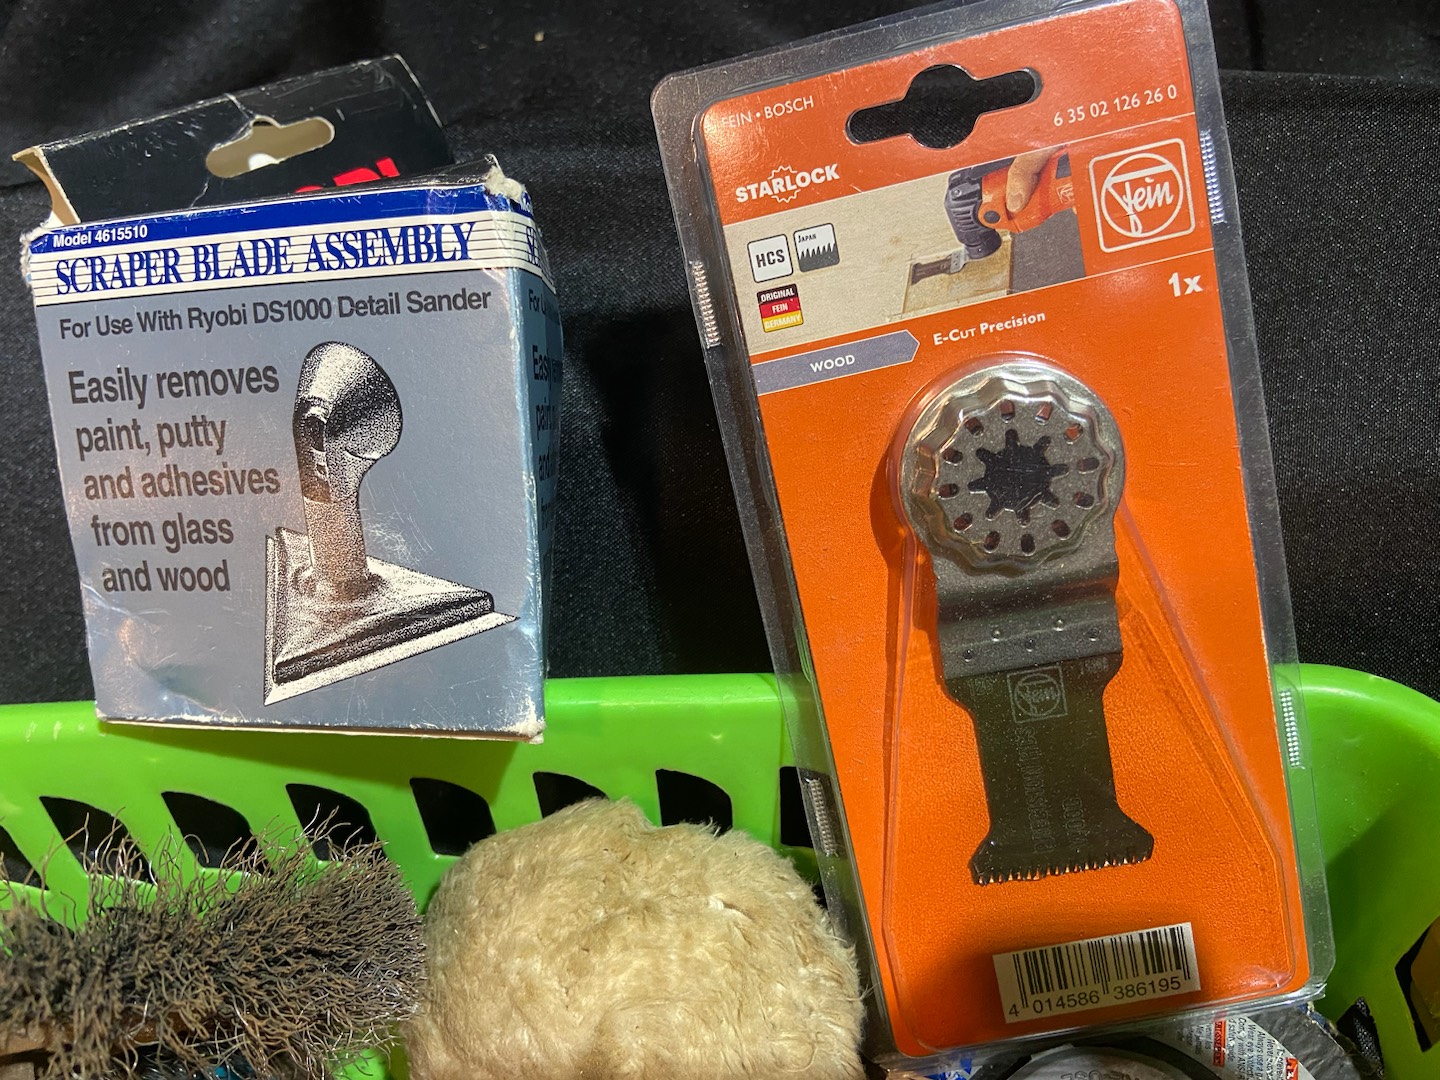 Model 4615510
SCRAPER BLADE ASSEMBLY
For Use With Ryobi DS1000 Detail Sander
Easily removes
paint, putty
and adhesives
from glass
and wood
FEIN • BOSCH
6 35 02 126 26 0
STARLOCK
Fein
HCS
JAPAN
ORIGINAL
FEIN
GERMANY
1x
WOOD
E-CUT Precision
Fein
4 014586 386195